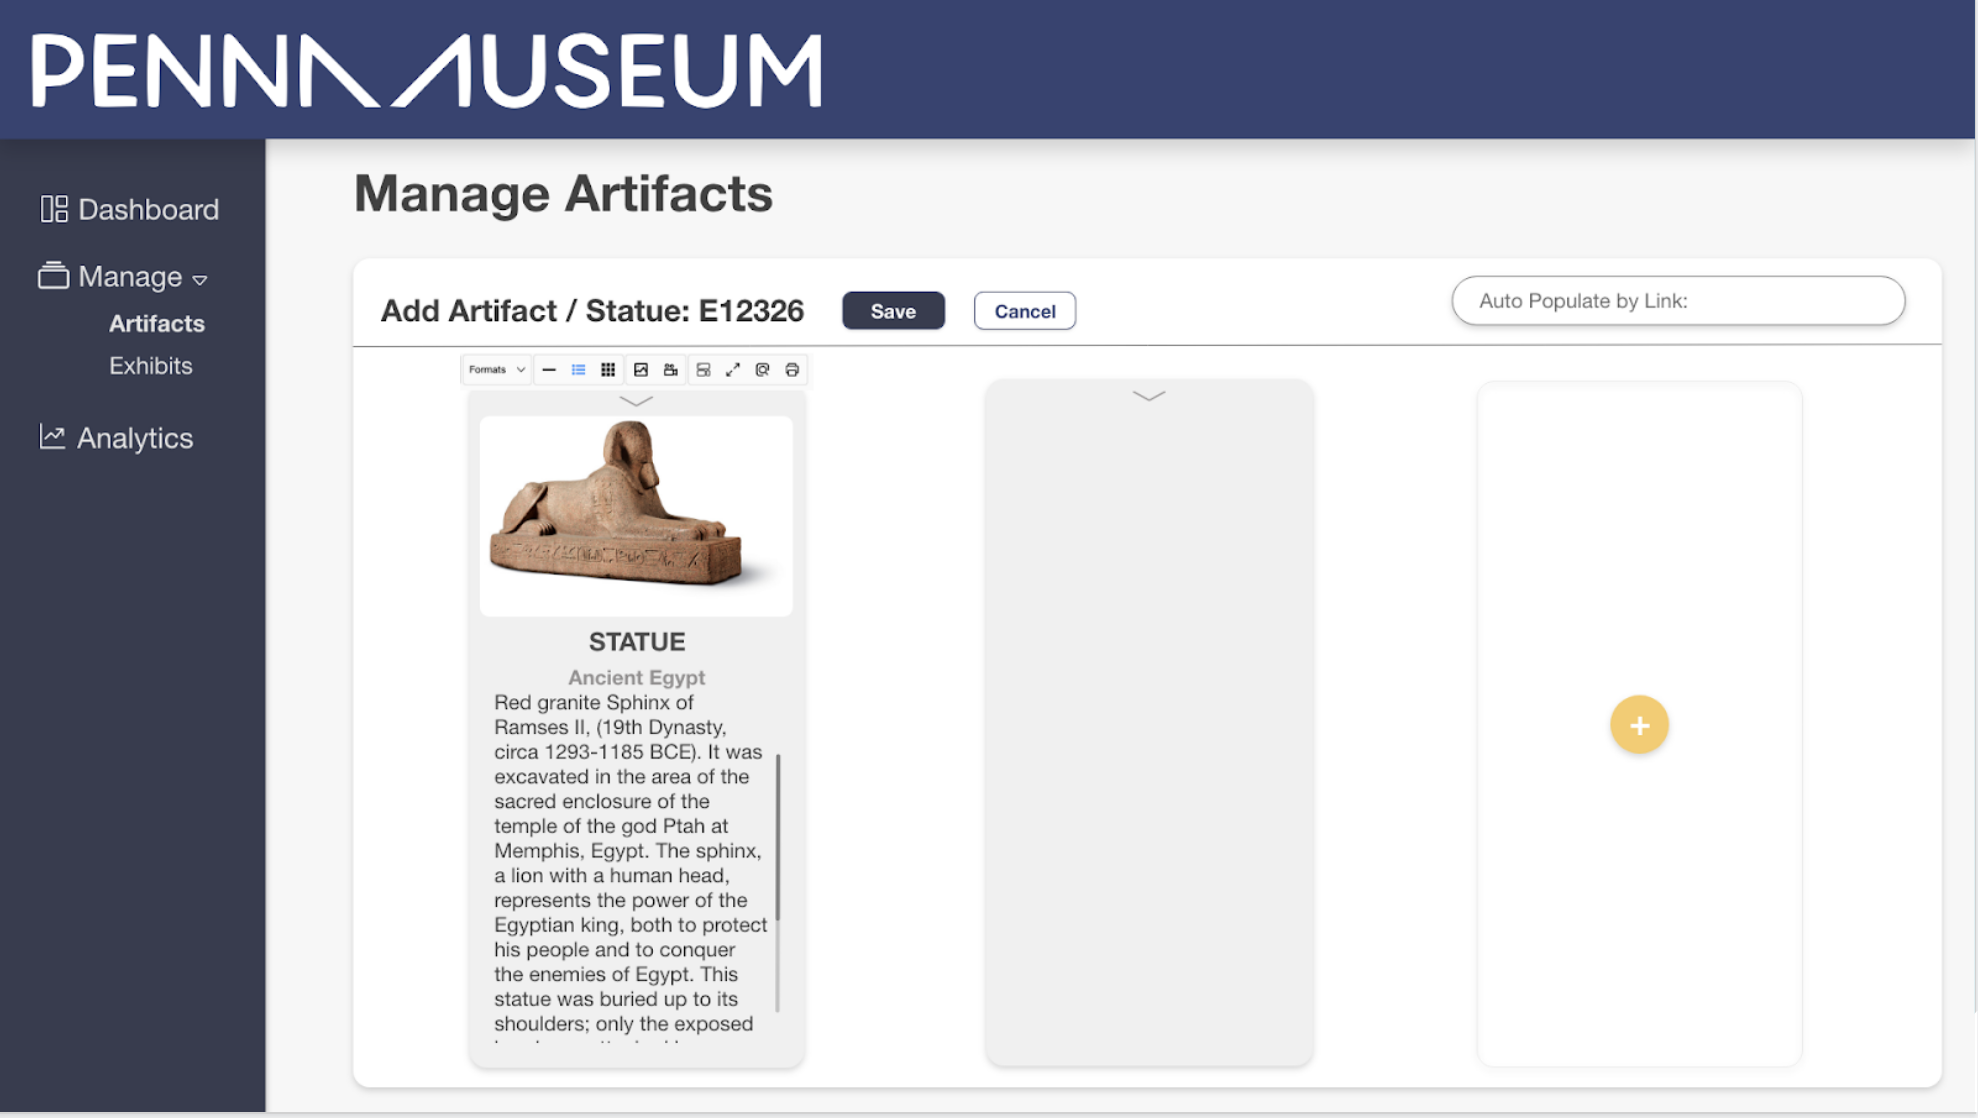 PENN MUSEUM
Dashboard
Manage
Artifacts
Exhibits
Analytics
Manage Artifacts
Add Artifact / Statue: E12326
Save
Cancel
Auto Populate by Link:
Formats
STATUE
Ancient Egypt
Red granite Sphinx of
Ramses II, (19th Dynasty,
circa 1293-1185 BCE). It was
excavated in the area of the
sacred enclosure of the
temple of the god Ptah at
Memphis, Egypt. The sphinx,
a lion with a human head,
represents the power of the
Egyptian king, both to protect
his people and to conquer
the enemies of Egypt. This
statue was buried up to its
shoulders; only the exposed